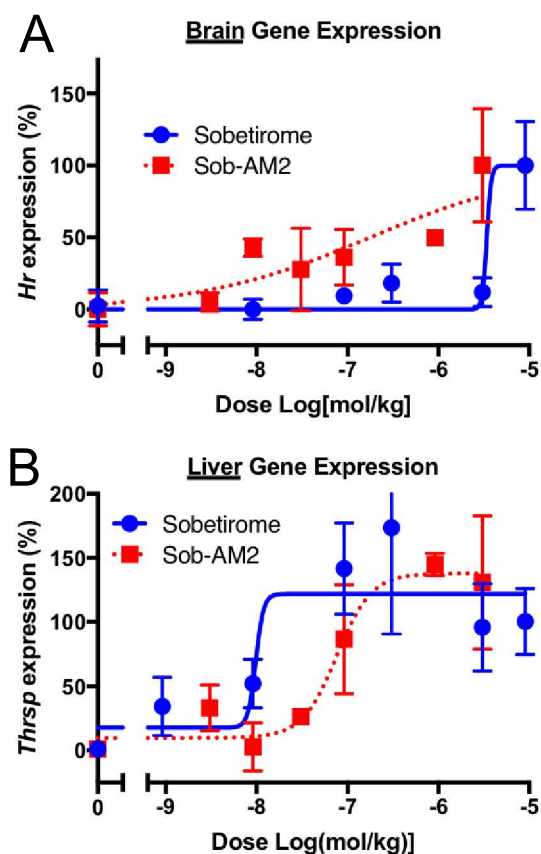 A
Brain Gene Expression
Hr expression (%)
150
100
50
0
Sobetirome
Sob-AM2
0 -9 -8 -7 -6 -5
Dose Log[mol/kg]
B
Liver Gene Expression
Thrsp expression (%)
200
150
100
50
0
Sobetirome
Sob-AM2
0 -9 -8 -7 -6 -5
Dose Log(mol/kg)]